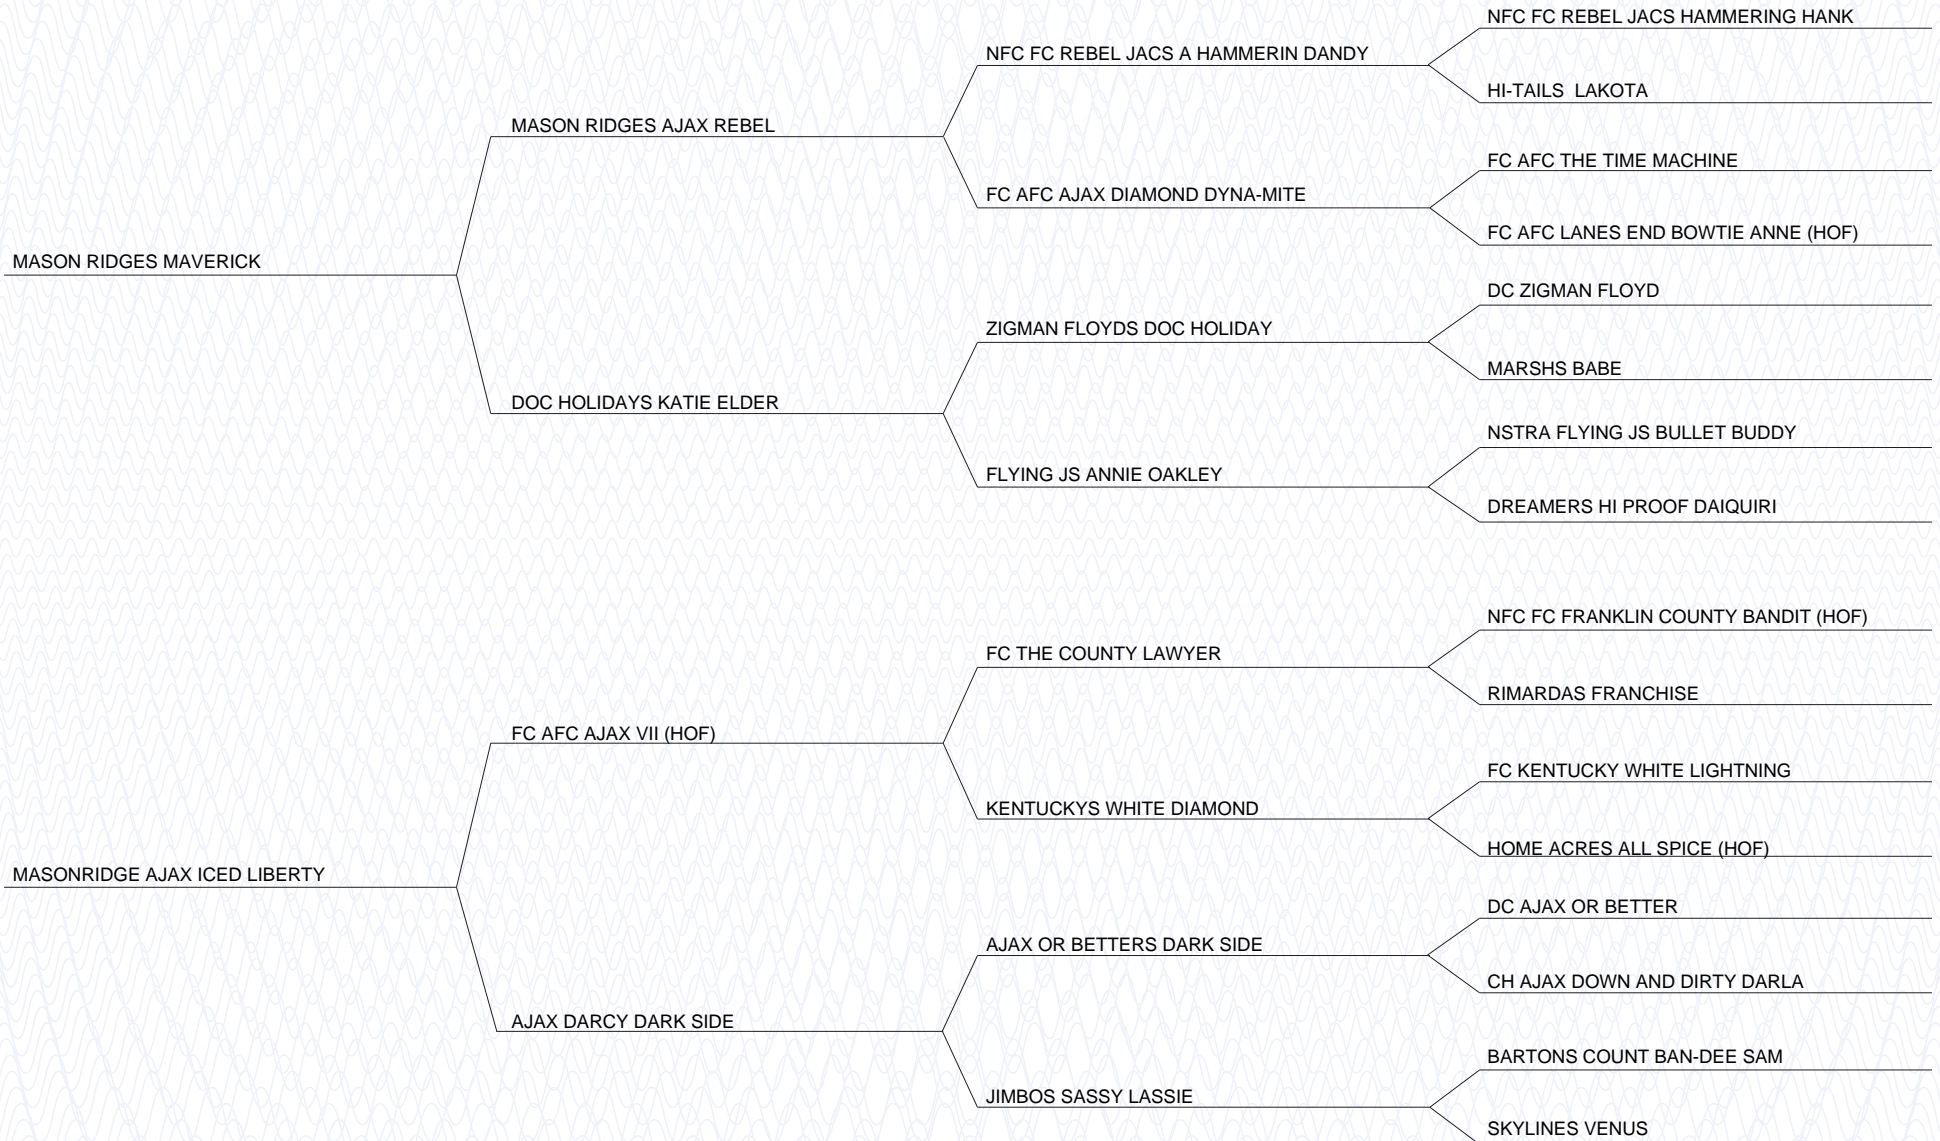 NFC FC REBEL JACS HAMMERING HANK
NFC FC REBEL JACS A HAMMERIN DANDY
HI-TAILS  LAKOTA
MASON RIDGES AJAX REBEL
FC AFC THE TIME MACHINE
FC AFC AJAX DIAMOND DYNA-MITE
FC AFC LANES END BOWTIE ANNE (HOF)
MASON RIDGES MAVERICK
DC ZIGMAN FLOYD
ZIGMAN FLOYDS DOC HOLIDAY
MARSHS BABE
DOC HOLIDAYS KATIE ELDER
NSTRA FLYING JS BULLET BUDDY
FLYING JS ANNIE OAKLEY
DREAMERS HI PROOF DAIQUIRI
NFC FC FRANKLIN COUNTY BANDIT (HOF)
FC THE COUNTY LAWYER
RIMARDAS FRANCHISE
FC AFC AJAX VII (HOF)
FC KENTUCKY WHITE LIGHTNING
KENTUCKYS WHITE DIAMOND
HOME ACRES ALL SPICE (HOF)
MASONRIDGE AJAX ICED LIBERTY
DC AJAX OR BETTER
AJAX OR BETTERS DARK SIDE
CH AJAX DOWN AND DIRTY DARLA
AJAX DARCY DARK SIDE
BARTONS COUNT BAN-DEE SAM
JIMBOS SASSY LASSIE
SKYLINES VENUS